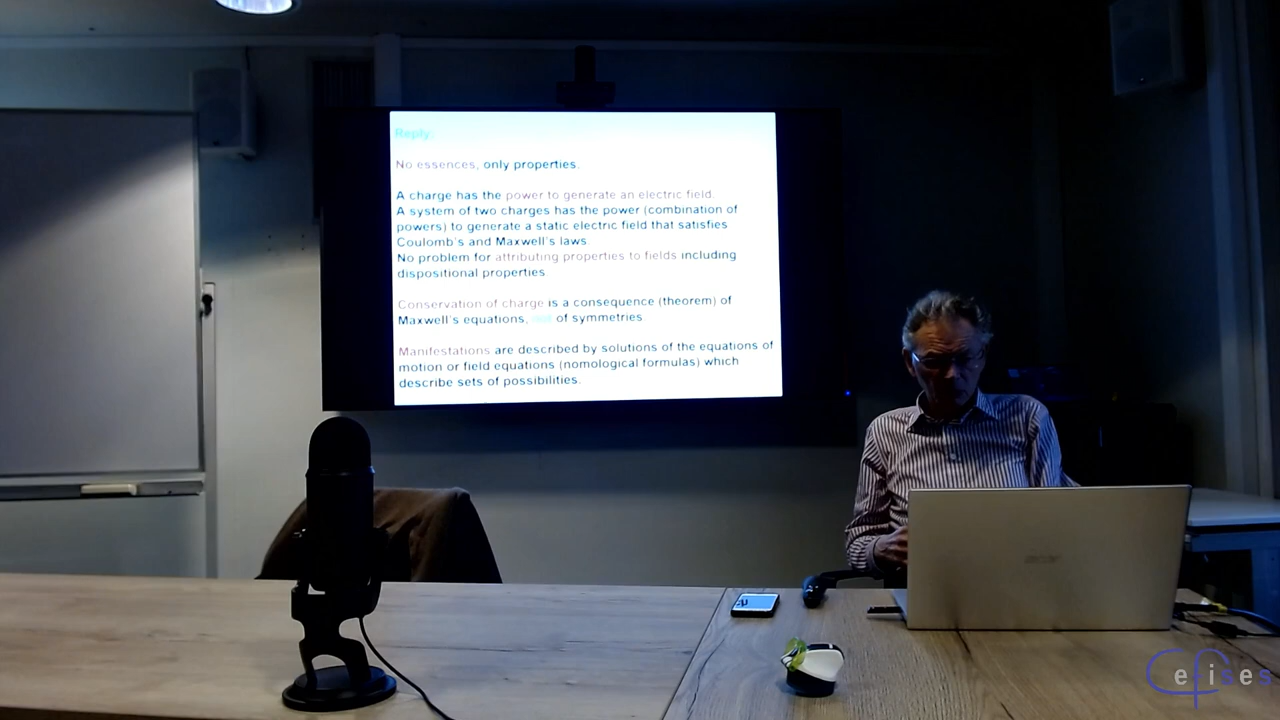 Reply:
No essences, only properties.
A charge has the power to generate an electric field.
A system of two charges has the power (combination of
powers) to generate a static electric field that satisfies
Coulomb's and Maxwell's laws
No problem for attributing properties to fields including
dispositional properties
Conservation of charge is a consequence (theorem) of
Maxwell's equations, not of symmetries.
Manifestations are described by solutions of the equations of
motion or field equations (nomological formulas) which
describe sets of possibilities.
acer
Cefises